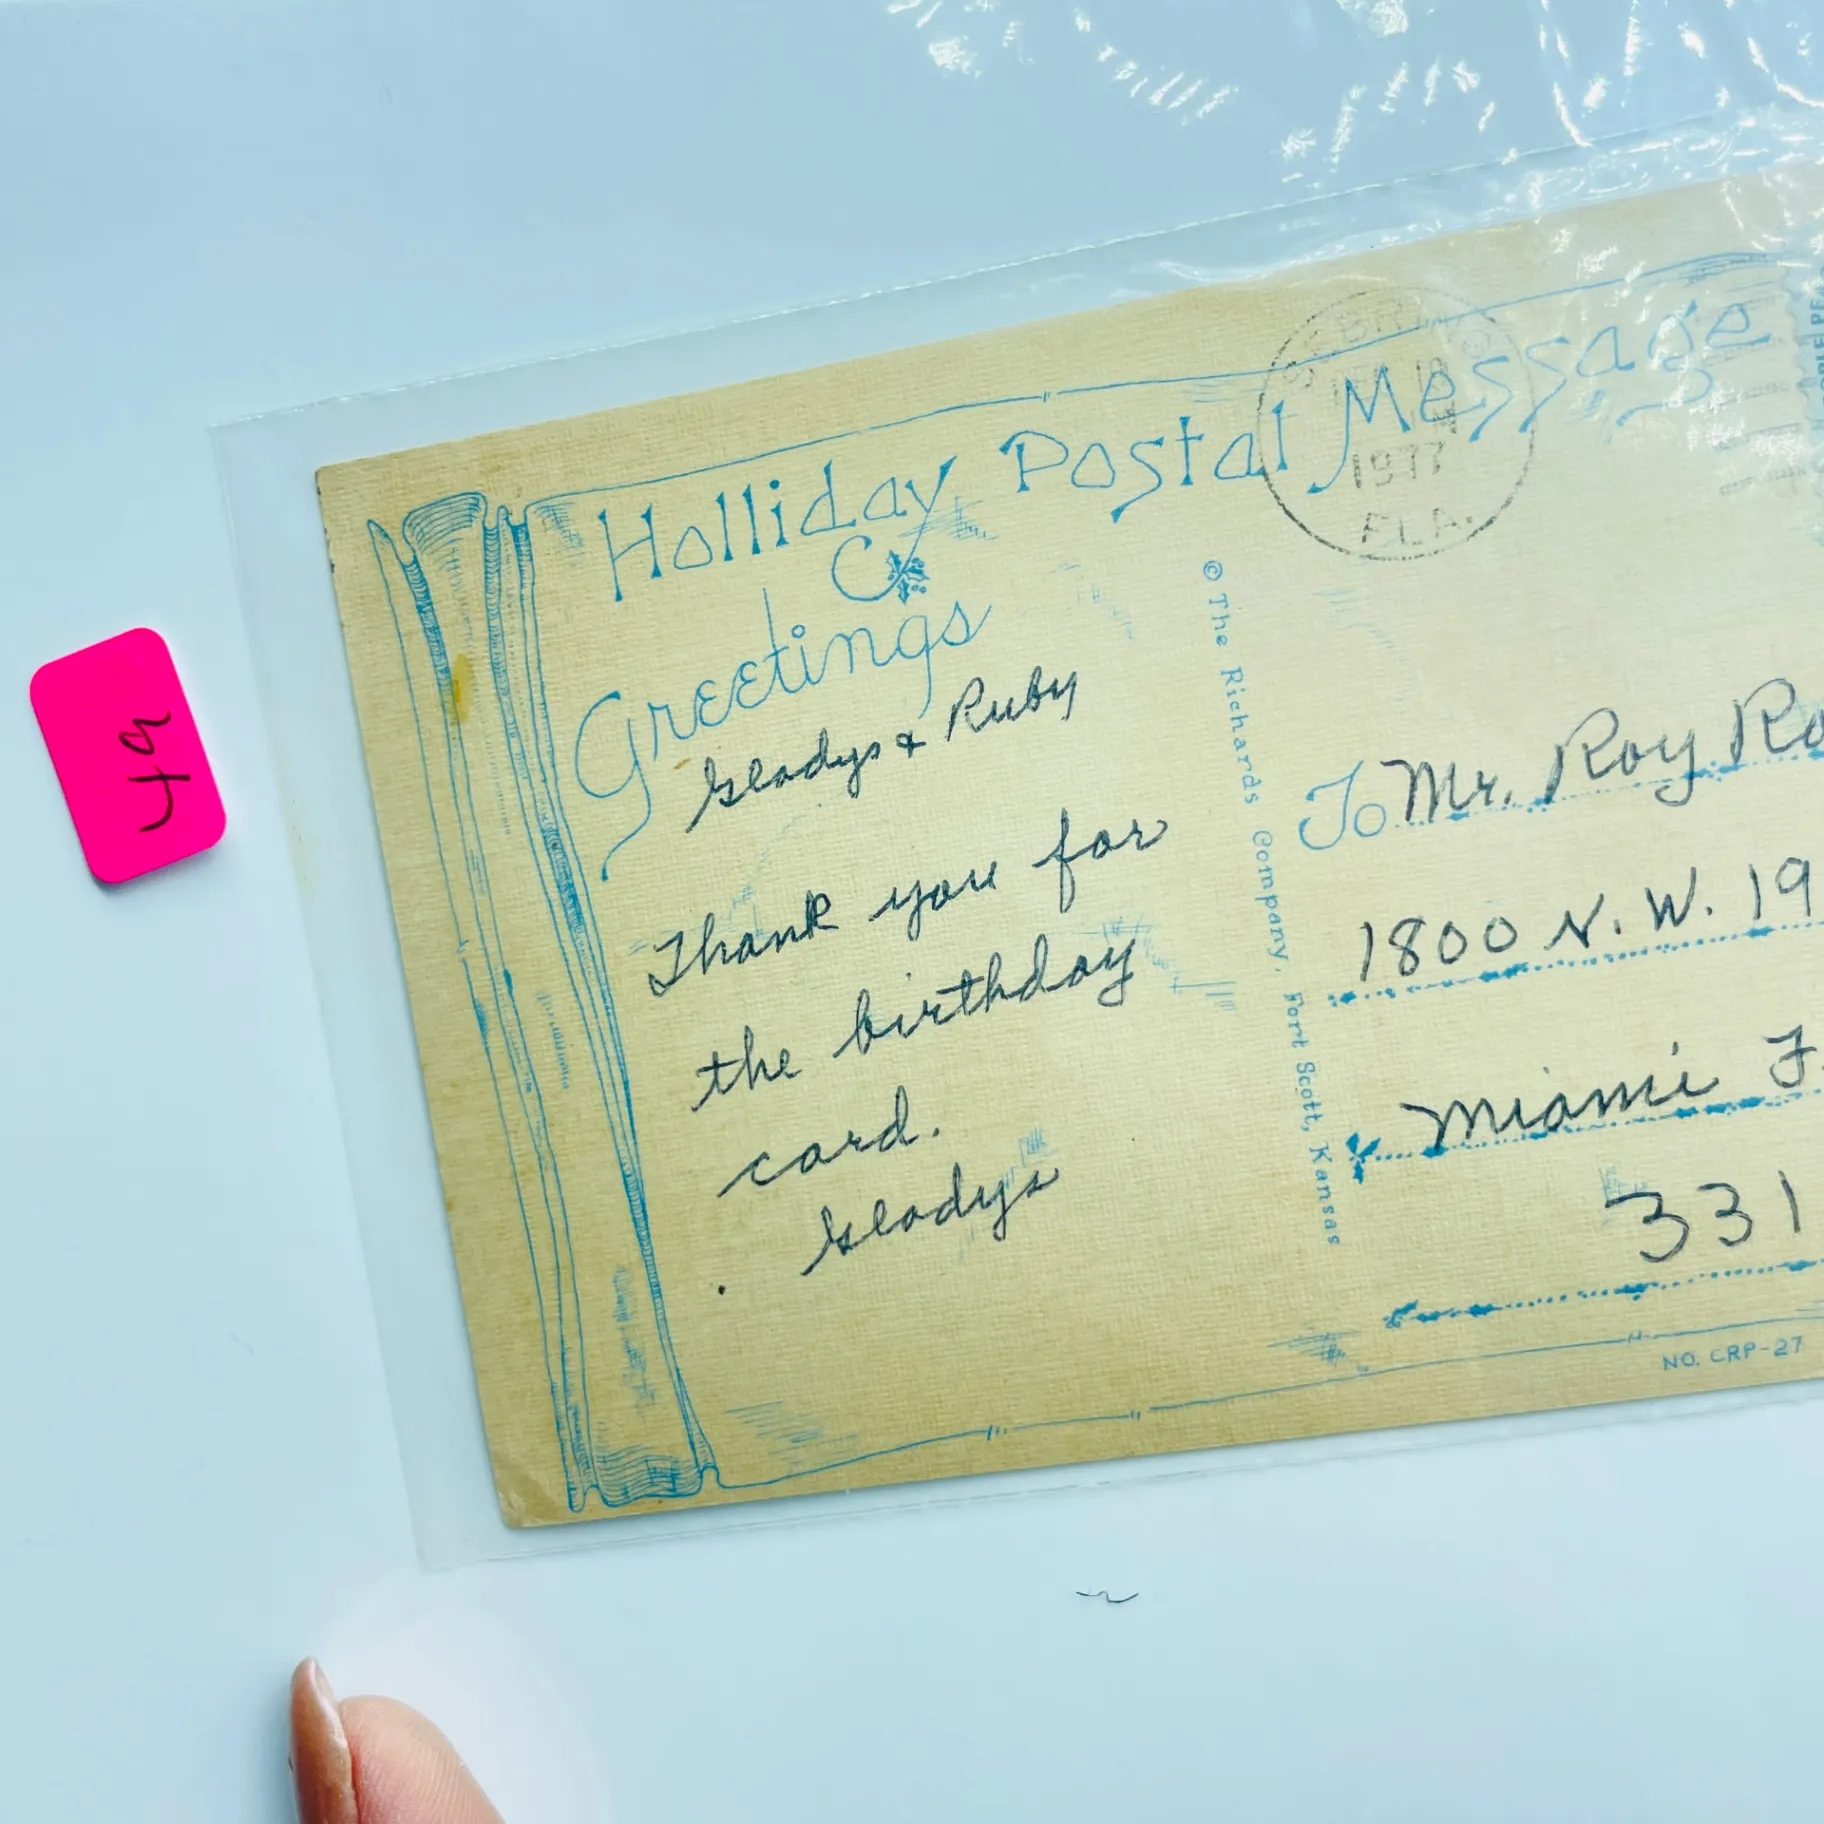 49
Holliday Postal Message
Greetings
Gladys & Ruby
Thank you for
the birthday
card.
Gladys
SEBRING
18
1977
FLA.
© The Richards Company, Fort Scott, Kansas
To Mr. Roy
1800 N.W. 19
Miami
331
NO. CRP-27